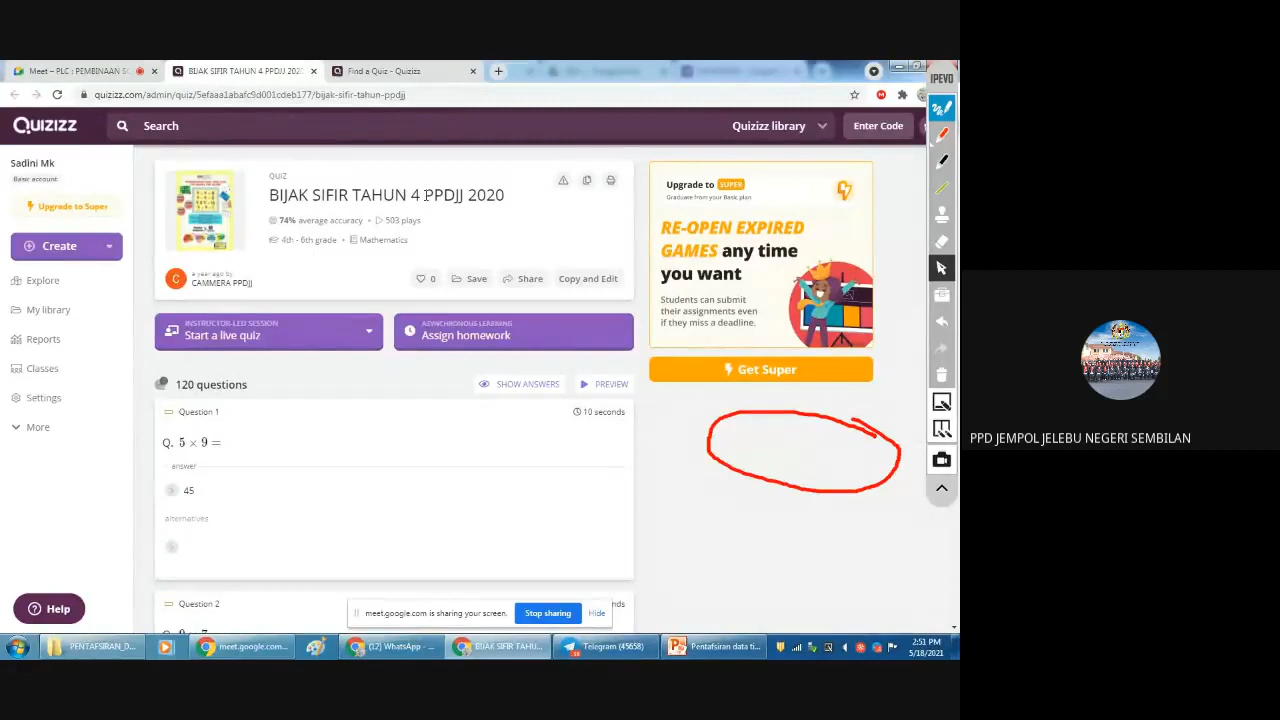 Meet – PLC : PEMBINAAN SO
BIJAK SIFIR TAHUN 4 PPDJJ 202
Find a Quiz - Quizizz
IPEVO
quizizz.com/admin/quiz/5efaaa1abafc9d001cdeb177/bijak-sifir-tahun-ppdjj
Quizizz
Search
Quizizz library
Enter Code
Sadini Mk
Basic account
Upgrade to Super
Create
Explore
My library
Reports
Classes
Settings
More
Help
QUIZ
BIJAK SIFIR TAHUN 4 PPDJJ 2020
74% average accuracy • 503 plays
4th - 6th grade • Mathematics
C
a year ago by
CAMMERA PPDJJ
0
Save
Share
Copy and Edit
INSTRUCTOR-LED SESSION
Start a live quiz
ASYNCHRONOUS LEARNING
Assign homework
120 questions
SHOW ANSWERS
PREVIEW
Question 1
10 seconds
Q. 5 × 9 =
answer
45
alternatives
Question 2
nds
Upgrade to SUPER
Graduate from your Basic plan
RE-OPEN EXPIRED
GAMES any time
you want
Students can submit
their assignments even
if they miss a deadline.
Get Super
meet.google.com is sharing your screen.
Stop sharing
Hide
PENTAFSIRAN_D...
meet.google.com...
(12) WhatsApp - ...
BIJAK SIFIR TAHU...
Telegram (45658)
Pentafsiran data ti...
2:51 PM
5/18/2021
PPD JEMPOL JELEBU NEGERI SEMBILAN